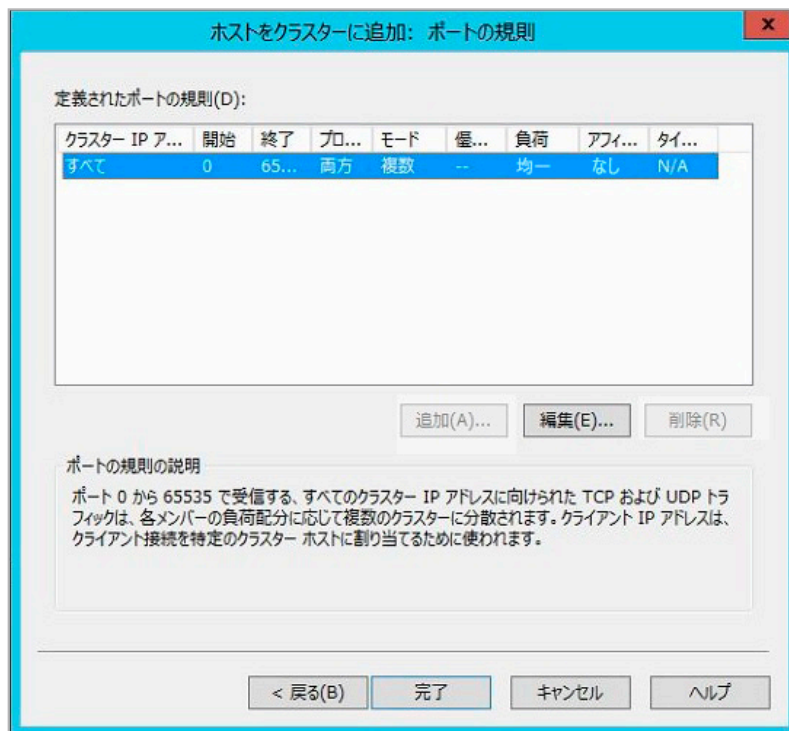 ホストをクラスターに追加: ポートの規則
x
定義されたポートの規則(D):
クラスター IP ア... 開始 終了 プロ... モード 優... 負荷 アフィ... タイ...
すべて 0 65... 両方 複数 -- 均一 なし N/A
追加(A)... 編集(E)... 削除(R)
ポートの規則の説明
ポート 0 から 65535 で受信する、すべてのクラスター IP アドレスに向けられた TCP および UDP トラ
フィックは、各メンバーの負荷配分に応じて複数のクラスターに分散されます。クライアント IP アドレスは、
クライアント接続を特定のクラスター ホストに割り当てるために使われます。
< 戻る(B) 完了 キャンセル ヘルプ